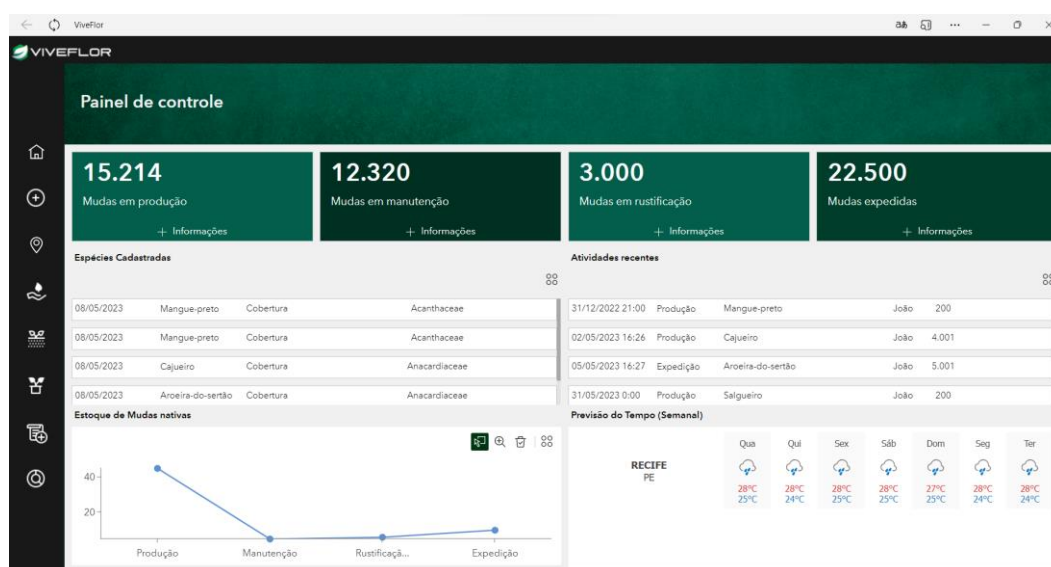 ViveFlor
VIVEFLOR
Painel de controle
15.214
Mudas em produção
+ Informações
12.320
Mudas em manutenção
+ Informações
3.000
Mudas em rustificação
+ Informações
22.500
Mudas expedidas
+ Informações
Espécies Cadastradas
08/05/2023 Mangue-preto Cobertura Acanthaceae
08/05/2023 Mangue-preto Cobertura Acanthaceae
08/05/2023 Cajueiro Cobertura Anacardiaceae
08/05/2023 Aroeira-do-sertão Cobertura Anacardiaceae
Atividades recentes
31/12/2022 21:00 Produção Mangue-preto João 200
02/05/2023 16:26 Produção Cajueiro João 4.001
05/05/2023 16:27 Expedição Aroeira-do-sertão João 5.001
31/05/2023 0:00 Produção Salgueiro João 200
Estoque de Mudas nativas
40
20
Produção Manutenção Rustificaçã... Expedição
Previsão do Tempo (Semanal)
RECIFE
PE
Qua Qui Sex Sáb Dom Seg Ter
28°C 28°C 28°C 28°C 27°C 28°C 28°C
25°C 24°C 25°C 25°C 25°C 24°C 24°C